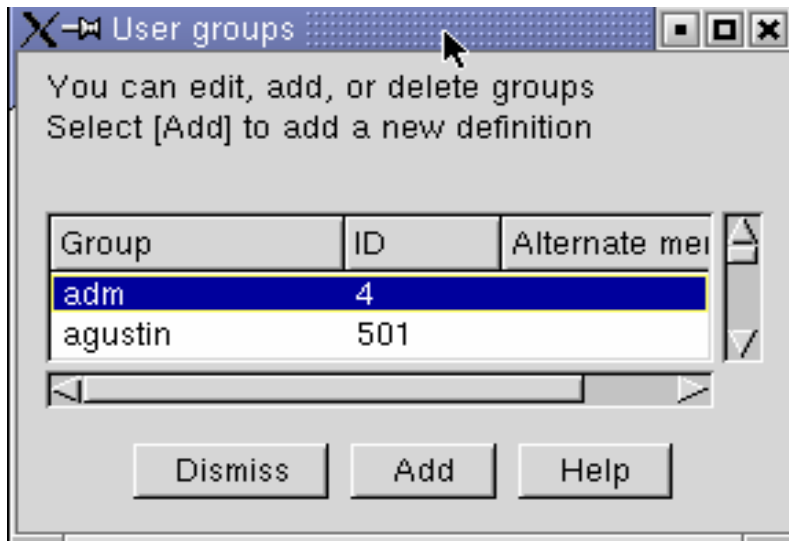 User groups
You can edit, add, or delete groups
Select [Add] to add a new definition
Group ID Alternate
adm 4
agustin 501
Dismiss Add Help